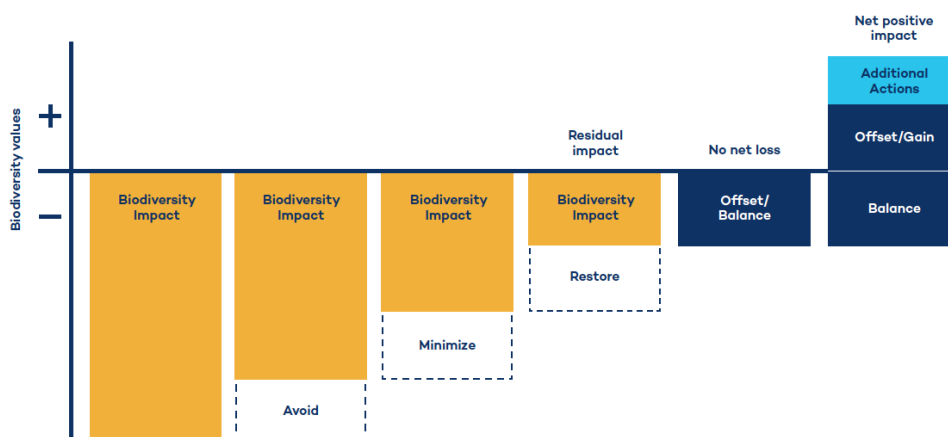 Net positive
impact
Additional
Actions
Offset/Gain
Balance
Biodiversity values
+
−
Residual
impact
No net loss
Biodiversity
Impact
Biodiversity
Impact
Biodiversity
Impact
Biodiversity
Impact
Offset/
Balance
Restore
Minimize
Avoid